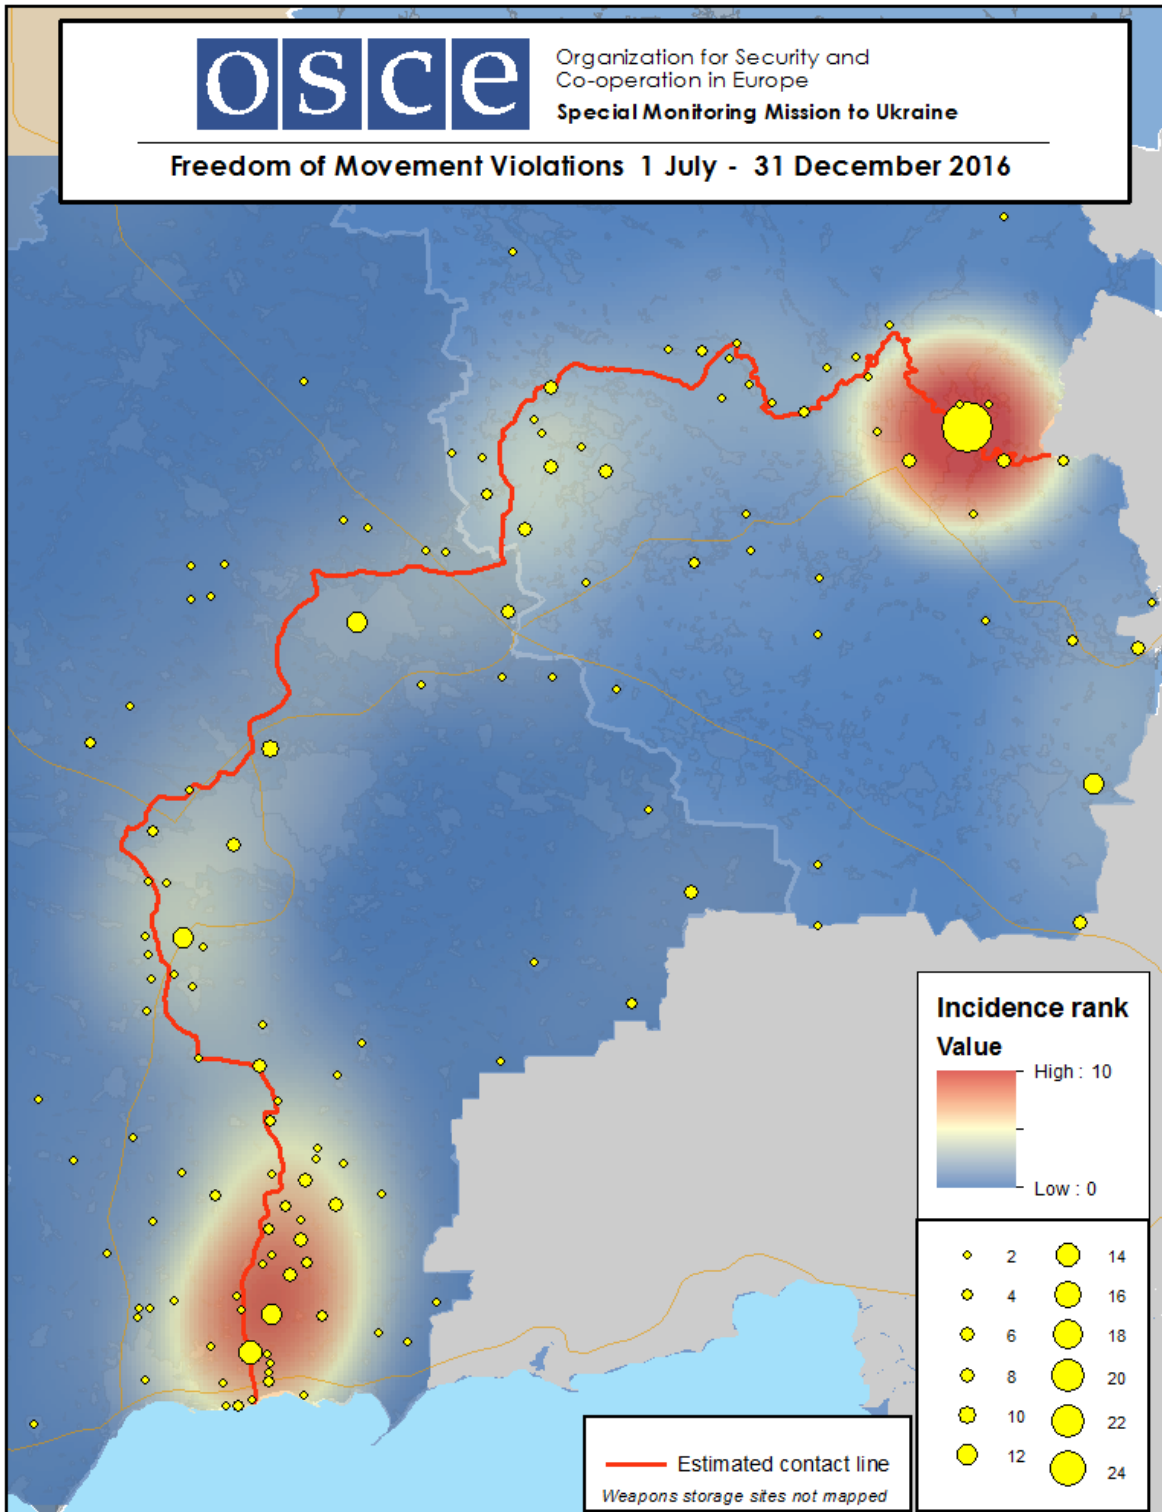 osce
Organization for Security and
Co-operation in Europe
Special Monitoring Mission to Ukraine
Freedom of Movement Violations 1 July - 31 December 2016
Incidence rank
Value
High : 10
Low : 0
2
4
6
8
10
12
14
16
18
20
22
24
Estimated contact line
Weapons storage sites not mapped